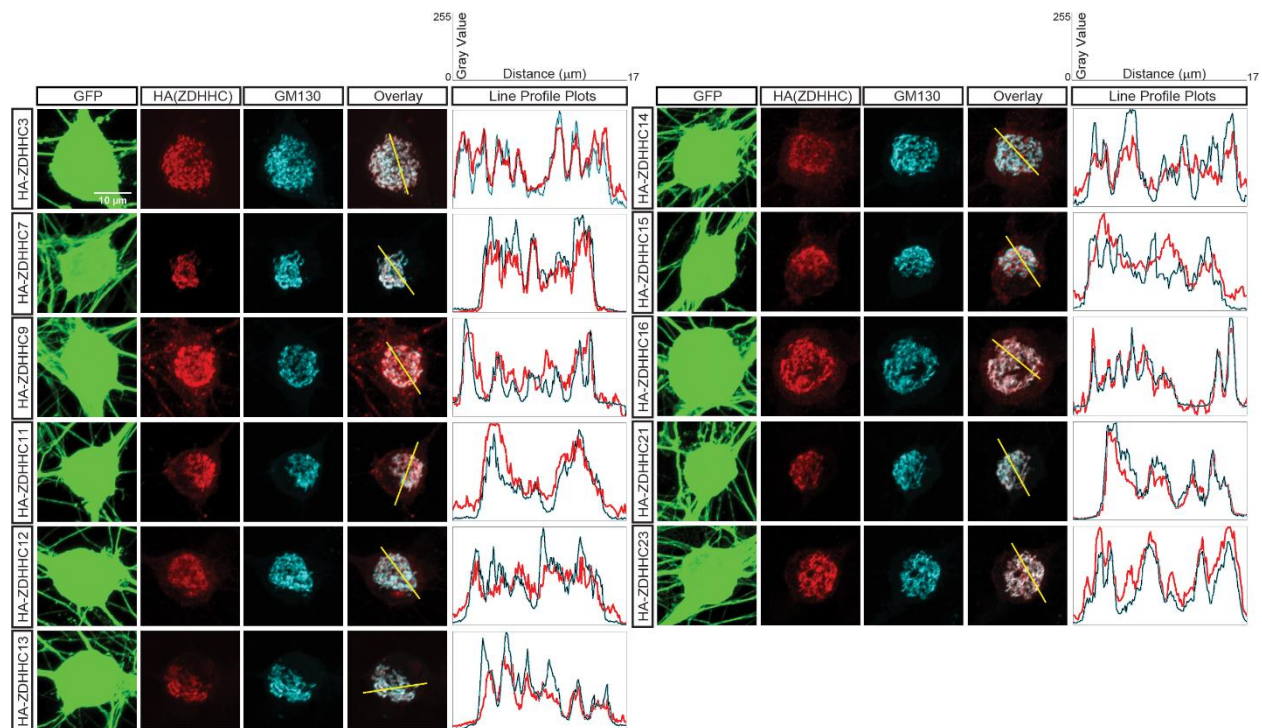 255
Gray Value
0
Distance (μm)
17
GFP
HA(ZDHHC)
GM130
Overlay
Line Profile Plots
HA-ZDHHC3
10 μm
HA-ZDHHC7
HA-ZDHHC9
HA-ZDHHC11
HA-ZDHHC12
HA-ZDHHC13
255
Gray Value
0
Distance (μm)
17
GFP
HA(ZDHHC)
GM130
Overlay
Line Profile Plots
HA-ZDHHC14
HA-ZDHHC15
HA-ZDHHC16
HA-ZDHHC21
HA-ZDHHC23